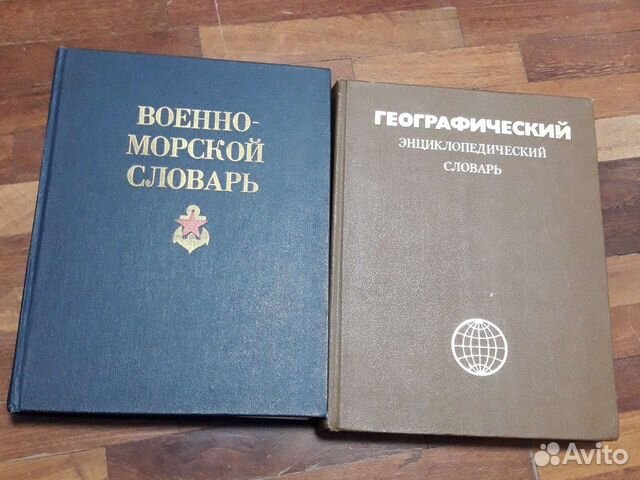 ВОЕННО-
МОРСКОЙ
СЛОВАРЬ
ГЕОГРАФИЧЕСКИЙ
ЭНЦИКЛОПЕДИЧЕСКИЙ
СЛОВАРЬ
Avito